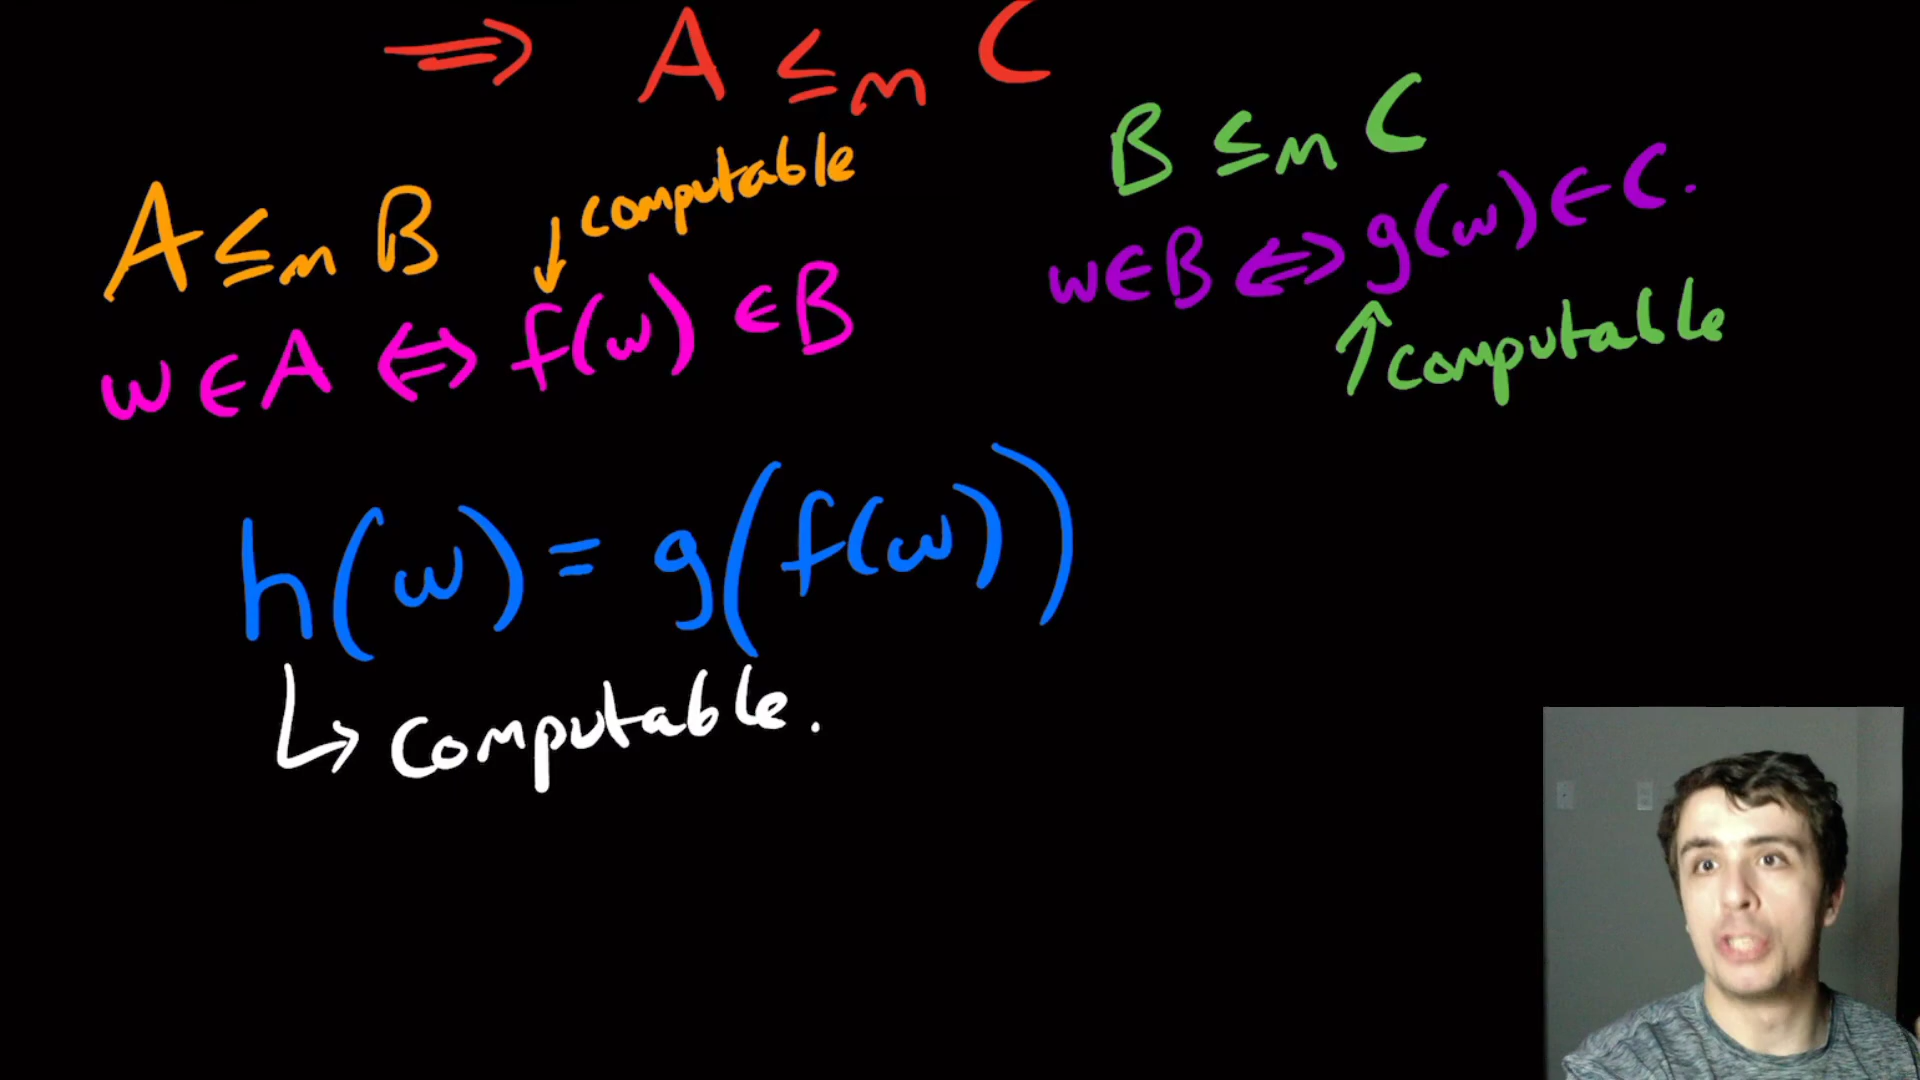 ⇒ A ≤m C
A ≤m B
↓ computable
w ∈ A ⇔ f(w) ∈ B
B ≤m C
w ∈ B ⇔ g(w) ∈ C.
↑ computable
h(w) = g(f(w))
↳ computable.